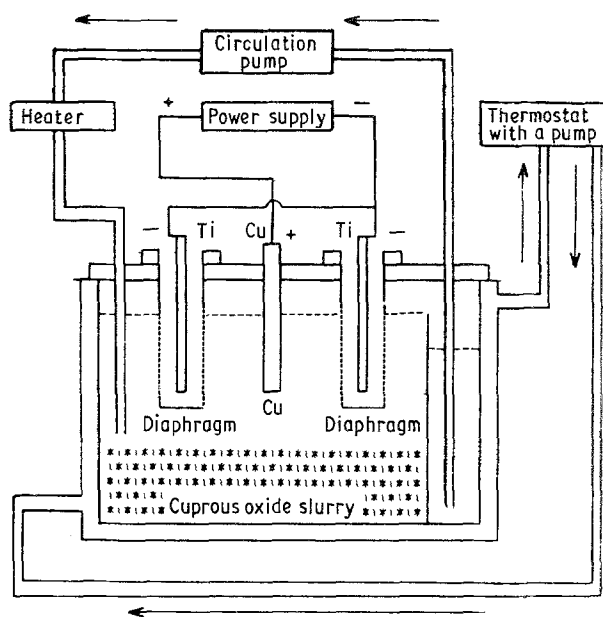 Circulation
pump
+
Power supply
−
Heater
Thermostat
with a pump
−
Ti
Cu
+
Ti
−
Cu
Diaphragm
Diaphragm
Cuprous oxide slurry